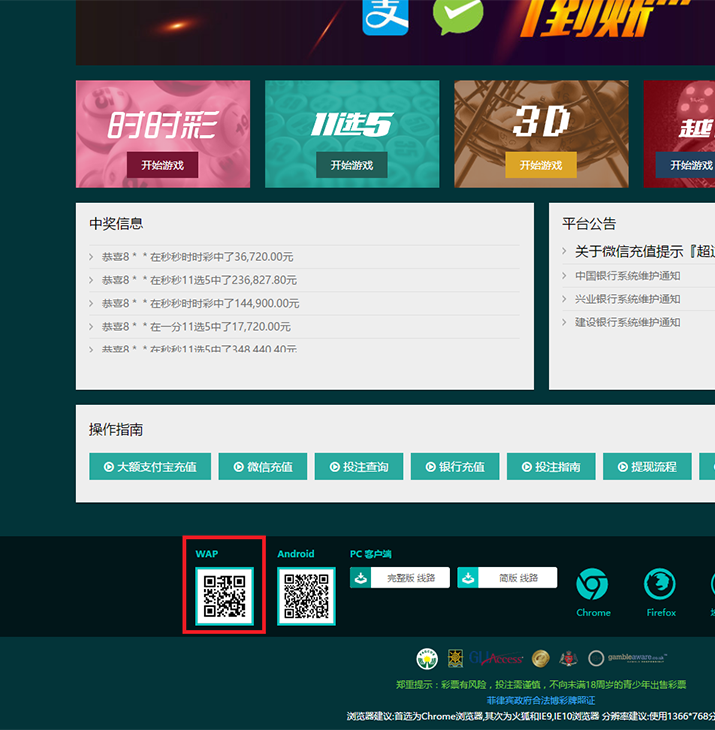 到账
时时彩 11选5 3D 越
开始游戏 开始游戏 开始游戏 开始游戏
中奖信息
恭喜8＊ ＊在秒秒时时彩中了36,720.00元
恭喜8＊ ＊在秒秒11选5中了236,827.80元
恭喜8＊ ＊在秒秒时时彩中了144,900.00元
恭喜8＊ ＊在一分11选5中了17,720.00元
恭喜8＊ ＊在秒秒11选5中了348,440.40元
平台公告
关于微信充值提示『超
中国银行系统维护通知
兴业银行系统维护通知
建设银行系统维护通知
操作指南
大额支付宝充值 微信充值 投注查询 银行充值 投注指南 提现流程
WAP Android PC 客户端
完整版 线路 简版 线路
Chrome Firefox
GLI Access gambleaware.co.uk
郑重提示：彩票有风险，投注需谨慎，不向未满18周岁的青少年出售彩票
菲律宾政府合法博彩牌照证
浏览器建议:首选为Chrome浏览器,其次为火狐和IE9,IE10浏览器 分辨率建议:使用1366*768分